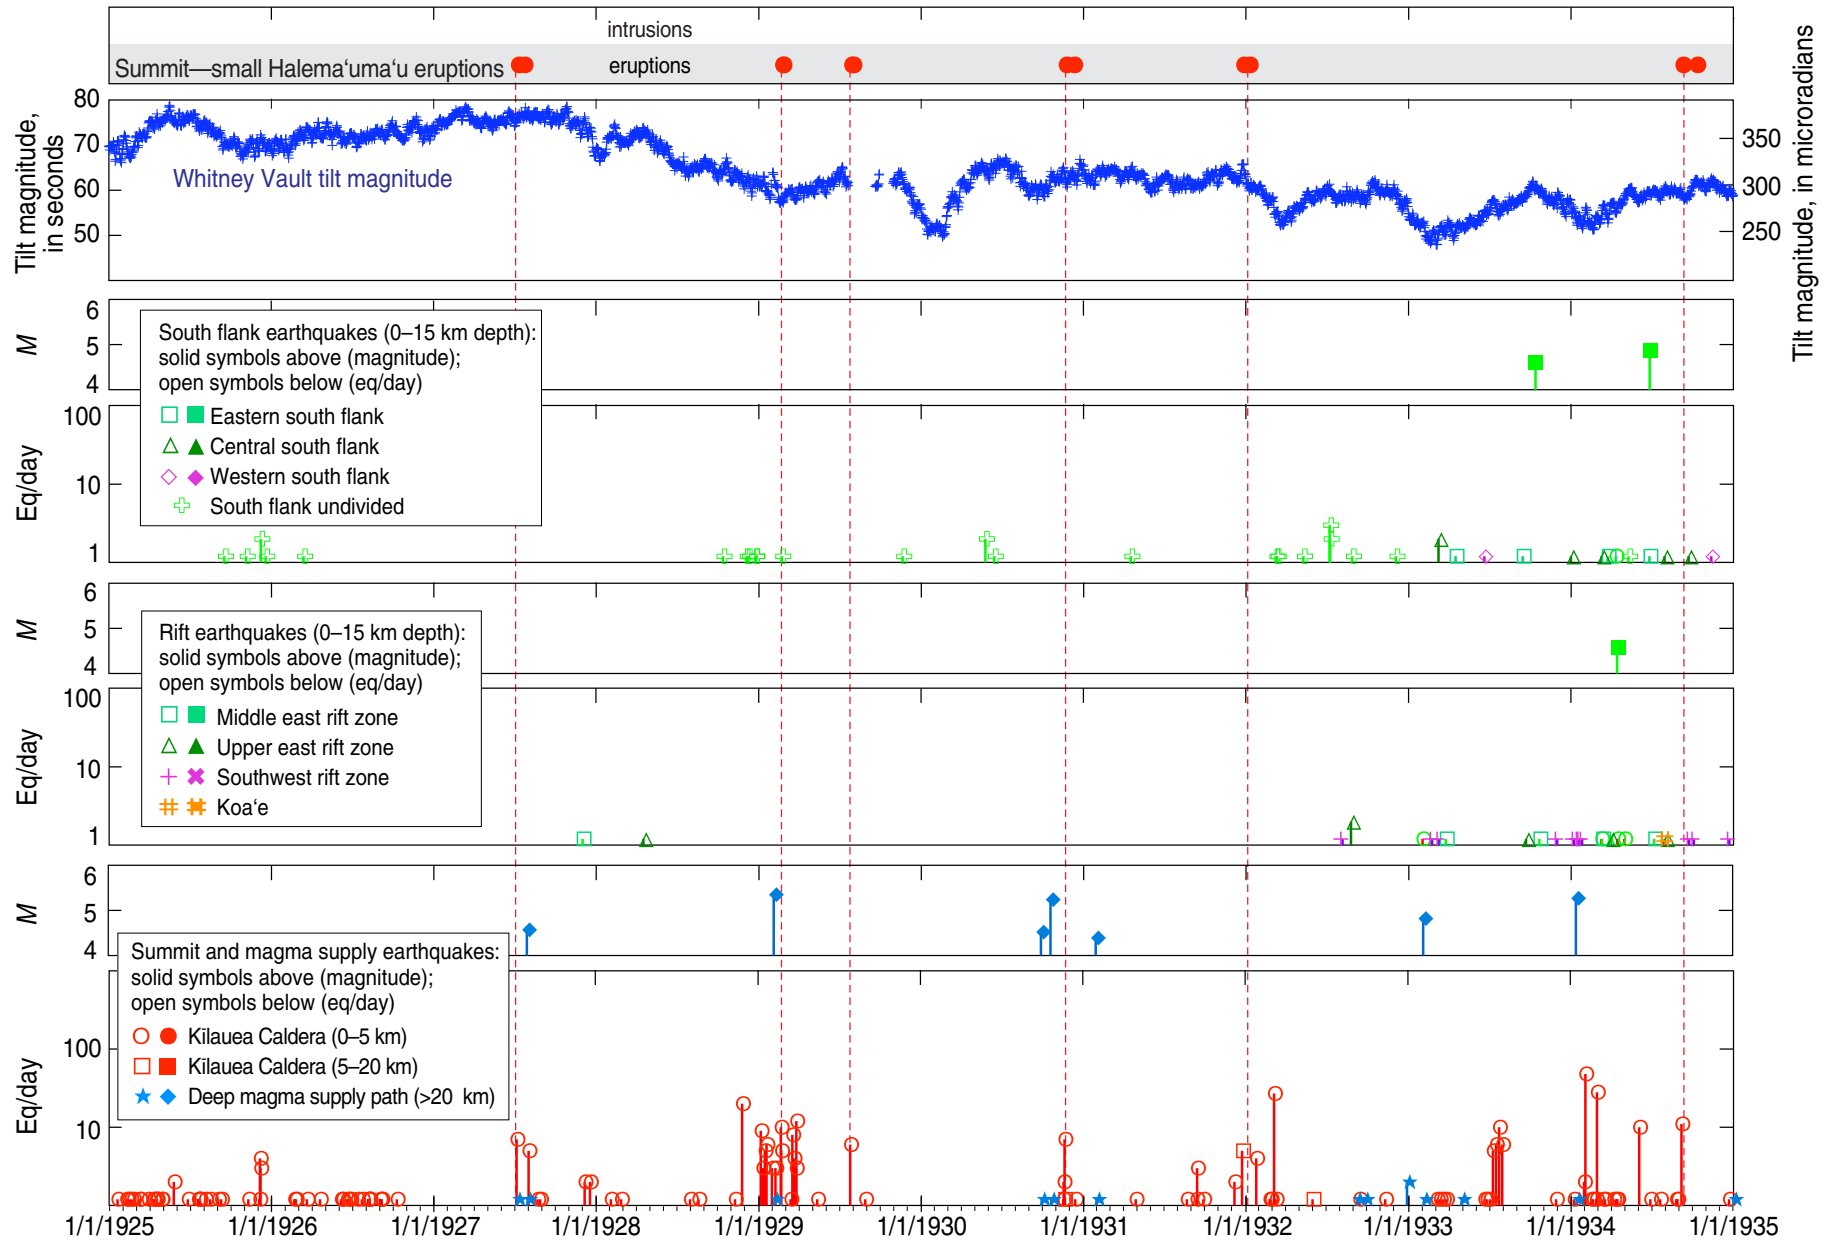 intrusions
Summit—small Halemaʻumaʻu eruptions
eruptions
Tilt magnitude,
in seconds
80
70
60
50
Whitney Vault tilt magnitude
350
300
250
Tilt magnitude, in microradians
M
6
5
4
South flank earthquakes (0–15 km depth):
solid symbols above (magnitude);
open symbols below (eq/day)
Eastern south flank
Central south flank
Western south flank
South flank undivided
Eq/day
100
10
1
M
6
5
4
Rift earthquakes (0–15 km depth):
solid symbols above (magnitude);
open symbols below (eq/day)
Middle east rift zone
Upper east rift zone
Southwest rift zone
Koaʻe
Eq/day
100
10
1
M
6
5
4
Summit and magma supply earthquakes:
solid symbols above (magnitude);
open symbols below (eq/day)
Kīlauea Caldera (0–5 km)
Kīlauea Caldera (5–20 km)
Deep magma supply path (>20 km)
Eq/day
100
10
1/1/1925
1/1/1926
1/1/1927
1/1/1928
1/1/1929
1/1/1930
1/1/1931
1/1/1932
1/1/1933
1/1/1934
1/1/1935